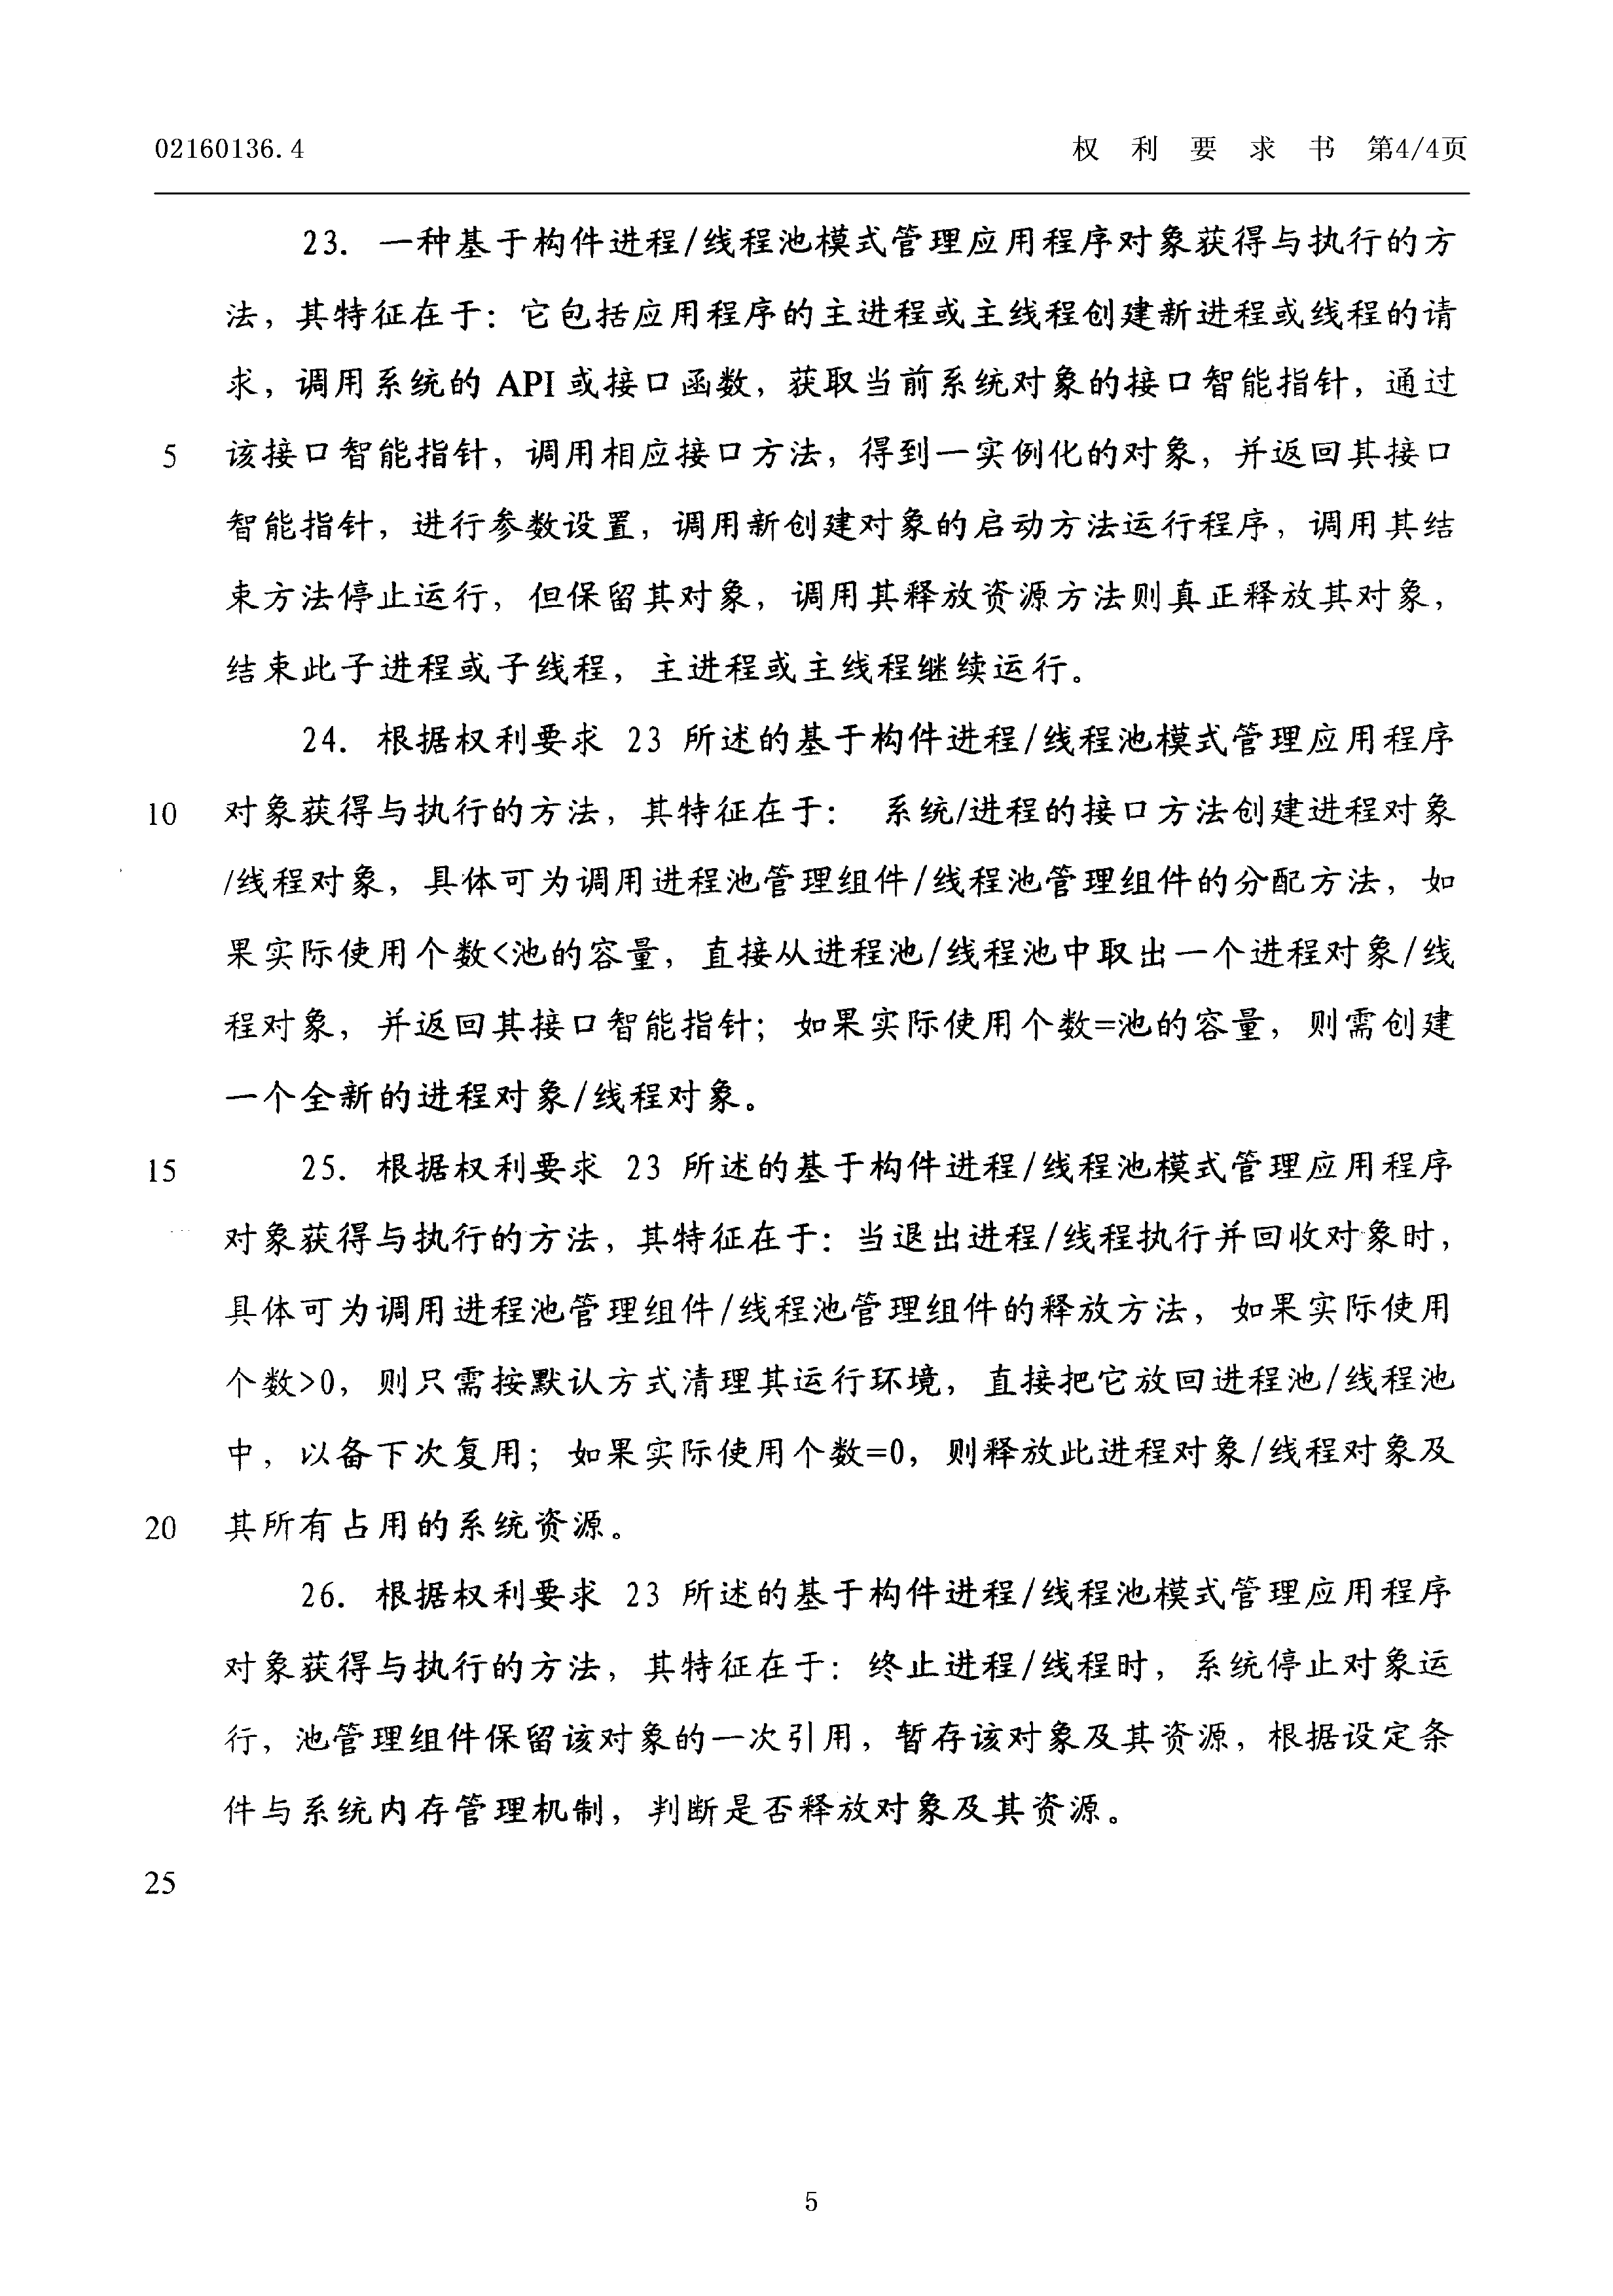 02160136.4 权 利 要 求 书 第4/4页
23. 一种基于构件进程/线程池模式管理应用程序对象获得与执行的方
法，其特征在于：它包括应用程序的主进程或主线程创建新进程或线程的请
求，调用系统的 API 或接口函数，获取当前系统对象的接口智能指针，通过
5 该接口智能指针，调用相应接口方法，得到一实例化的对象，并返回其接口
智能指针，进行参数设置，调用新创建对象的启动方法运行程序，调用其结
束方法停止运行，但保留其对象，调用其释放资源方法则真正释放其对象，
结束此子进程或子线程，主进程或主线程继续运行。
24. 根据权利要求 23 所述的基于构件进程/线程池模式管理应用程序
10 对象获得与执行的方法，其特征在于： 系统/进程的接口方法创建进程对象
/线程对象，具体可为调用进程池管理组件/线程池管理组件的分配方法，如
果实际使用个数<池的容量，直接从进程池/线程池中取出一个进程对象/线
程对象，并返回其接口智能指针；如果实际使用个数=池的容量，则需创建
一个全新的进程对象/线程对象。
15 25. 根据权利要求 23 所述的基于构件进程/线程池模式管理应用程序
对象获得与执行的方法，其特征在于：当退出进程/线程执行并回收对象时，
具体可为调用进程池管理组件/线程池管理组件的释放方法，如果实际使用
个数>0，则只需按默认方式清理其运行环境，直接把它放回进程池/线程池
中，以备下次复用；如果实际使用个数=0，则释放此进程对象/线程对象及
20 其所有占用的系统资源。
26. 根据权利要求 23 所述的基于构件进程/线程池模式管理应用程序
对象获得与执行的方法，其特征在于：终止进程/线程时，系统停止对象运
行，池管理组件保留该对象的一次引用，暂存该对象及其资源，根据设定条
件与系统内存管理机制，判断是否释放对象及其资源。
25
5